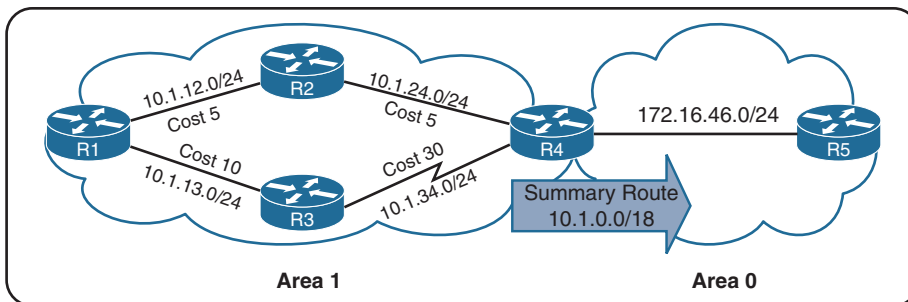 R1
10.1.12.0/24
Cost 5
R2
10.1.24.0/24
Cost 5
Cost 10
10.1.13.0/24
R3
Cost 30
10.1.34.0/24
R4
172.16.46.0/24
R5
Summary Route
10.1.0.0/18
Area 1
Area 0